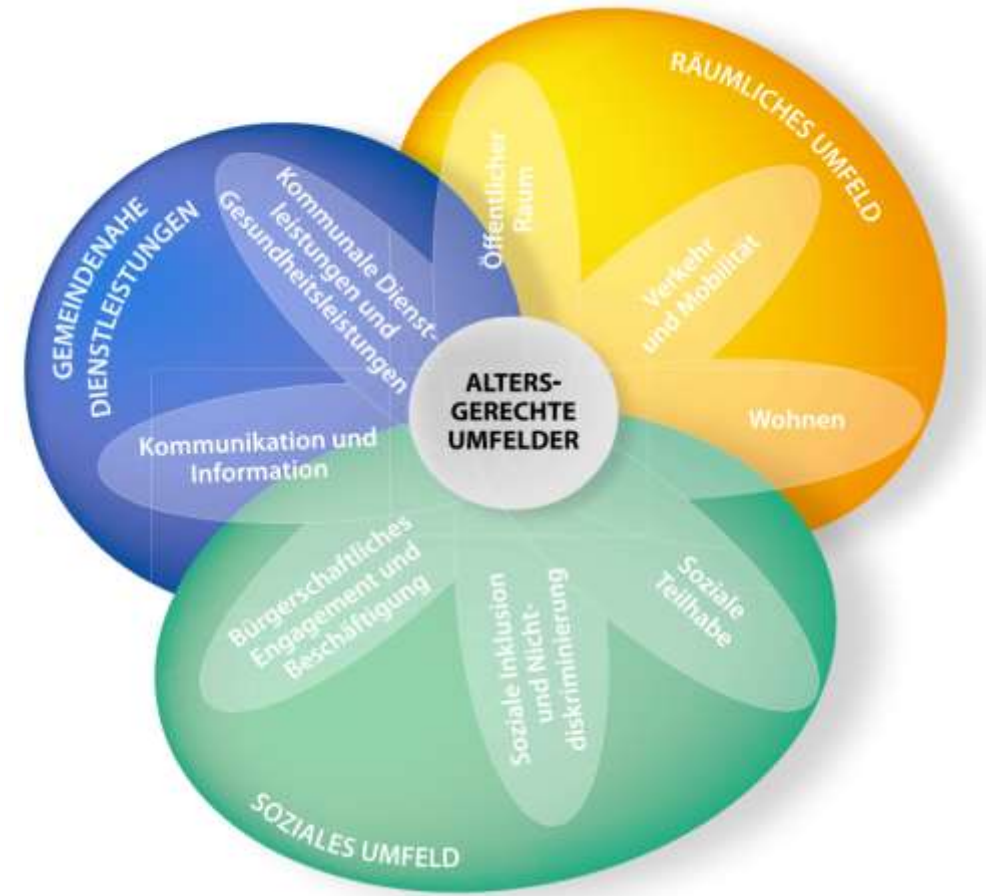 RÄUMLICHES UMFELD
Öffentlicher
Raum
Verkehr
und Mobilität
Wohnen
GEMEINDENAHE
DIENSTLEISTUNGEN
Kommunale Dienst-
leistungen und
Gesundheitsleistungen
Kommunikation und
Information
ALTERS-
GERECHTE
UMFELDER
Bürgerschaftliches
Engagement und
Beschäftigung
Soziale Inklusion
und Nicht-
diskriminierung
Soziale
Teilhabe
SOZIALES UMFELD